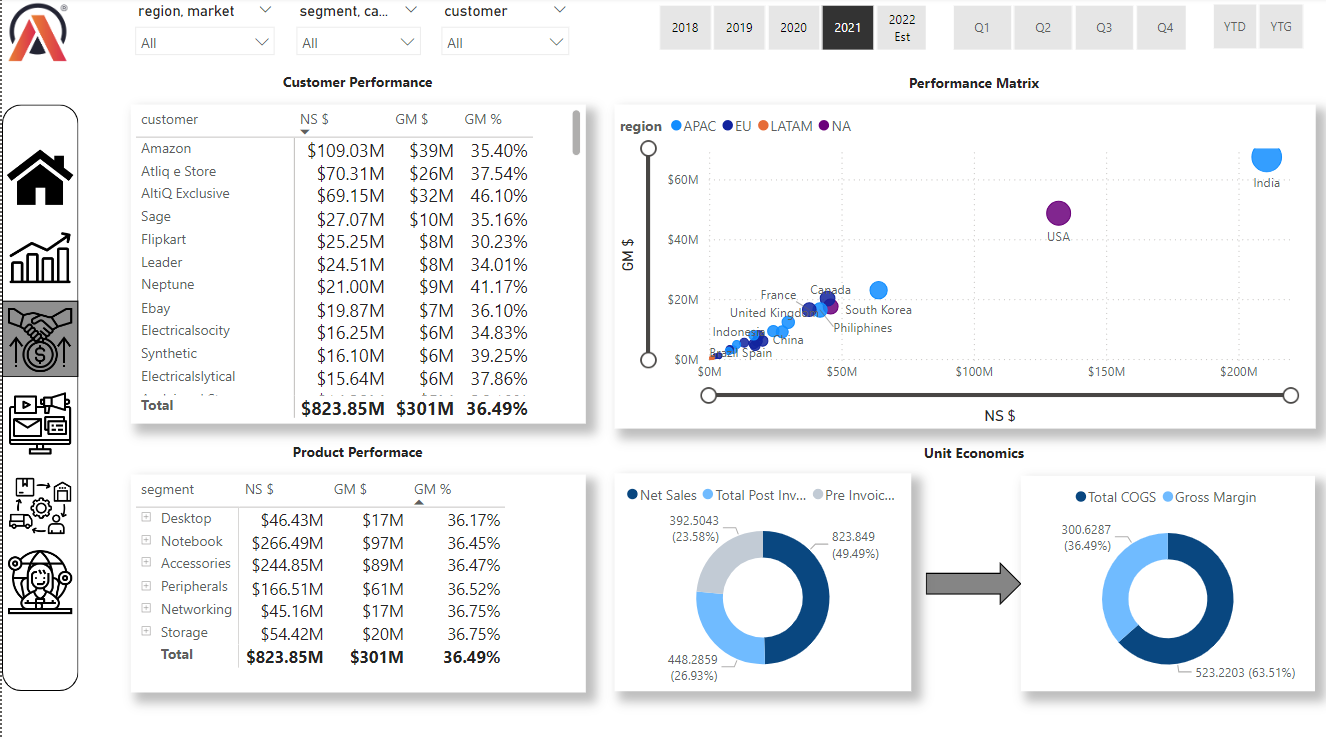 region, market
segment, ca...
customer
All
All
All
2018 2019 2020 2021 2022 Est
Q1 Q2 Q3 Q4
YTD YTG
Customer Performance
customer NS $ GM $ GM %
Amazon $109.03M $39M 35.40%
Atliq e Store $70.31M $26M 37.54%
AltiQ Exclusive $69.15M $32M 46.10%
Sage $27.07M $10M 35.16%
Flipkart $25.25M $8M 30.23%
Leader $24.51M $8M 34.01%
Neptune $21.00M $9M 41.17%
Ebay $19.87M $7M 36.10%
Electricalsocity $16.25M $6M 34.83%
Synthetic $16.10M $6M 39.25%
Electricalslytical $15.64M $6M 37.86%
Total $823.85M $301M 36.49%
Performance Matrix
region APAC EU LATAM NA
GM $
$60M
$40M
$20M
$0M
India
USA
Canada
France
South Korea
United Kingdom
Philiphines
Indonesia
China
Brazil Spain
$0M $50M $100M $150M $200M
NS $
Product Performace
segment NS $ GM $ GM %
Desktop $46.43M $17M 36.17%
Notebook $266.49M $97M 36.45%
Accessories $244.85M $89M 36.47%
Peripherals $166.51M $61M 36.52%
Networking $45.16M $17M 36.75%
Storage $54.42M $20M 36.75%
Total $823.85M $301M 36.49%
Unit Economics
Net Sales Total Post Inv... Pre Invoic...
392.5043
(23.58%)
823.849
(49.49%)
448.2859
(26.93%)
Total COGS Gross Margin
300.6287
(36.49%)
523.2203 (63.51%)